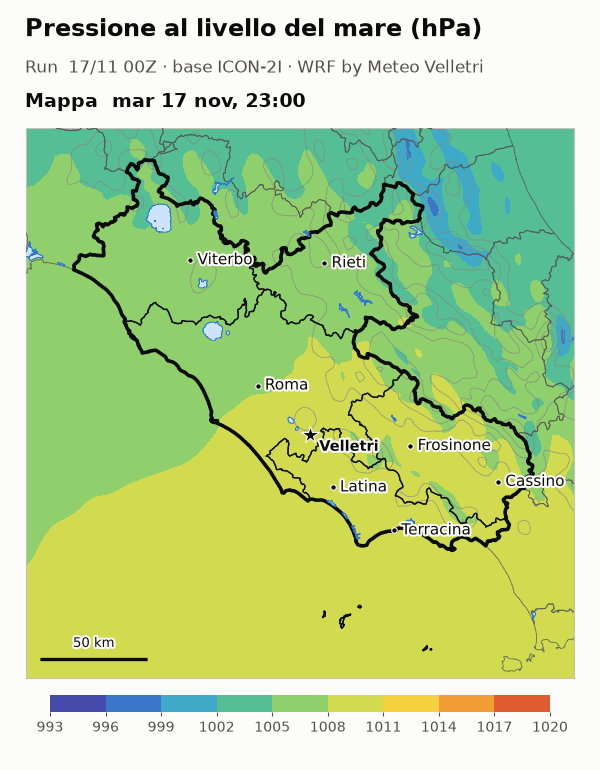 Pressione al livello del mare (hPa)
Run  17/11 00Z · base ICON-2I · WRF by Meteo Velletri
Mappa  mar 17 nov, 23:00
Viterbo
Rieti
Roma
Velletri
Frosinone
Cassino
Latina
Terracina
50 km
993 996 999 1002 1005 1008 1011 1014 1017 1020